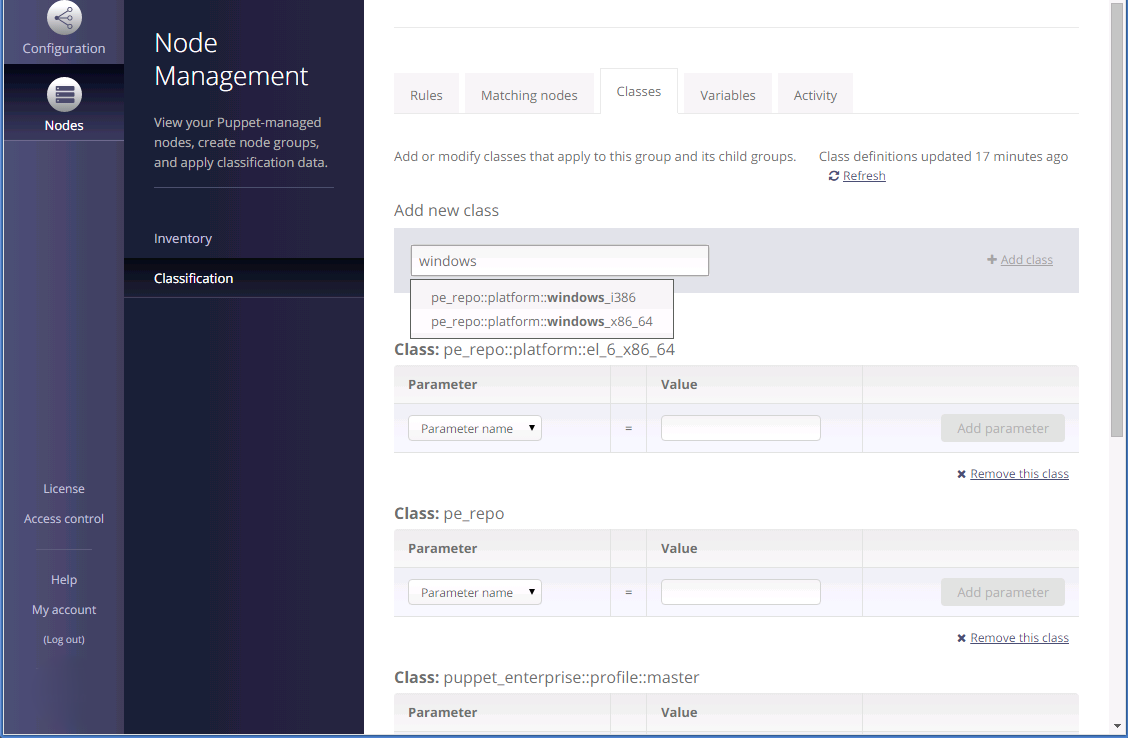 Configuration
Nodes
License
Access control
Help
My account
(Log out)
Node
Management
View your Puppet-managed
nodes, create node groups,
and apply classification data.
Inventory
Classification
Rules
Matching nodes
Classes
Variables
Activity
Add or modify classes that apply to this group and its child groups.
Class definitions updated 17 minutes ago
Refresh
Add new class
windows
Add class
pe_repo::platform::windows_i386
pe_repo::platform::windows_x86_64
Class: pe_repo::platform::el_6_x86_64
Parameter Value
Parameter name = Add parameter
Remove this class
Class: pe_repo
Parameter Value
Parameter name = Add parameter
Remove this class
Class: puppet_enterprise::profile::master
Parameter Value